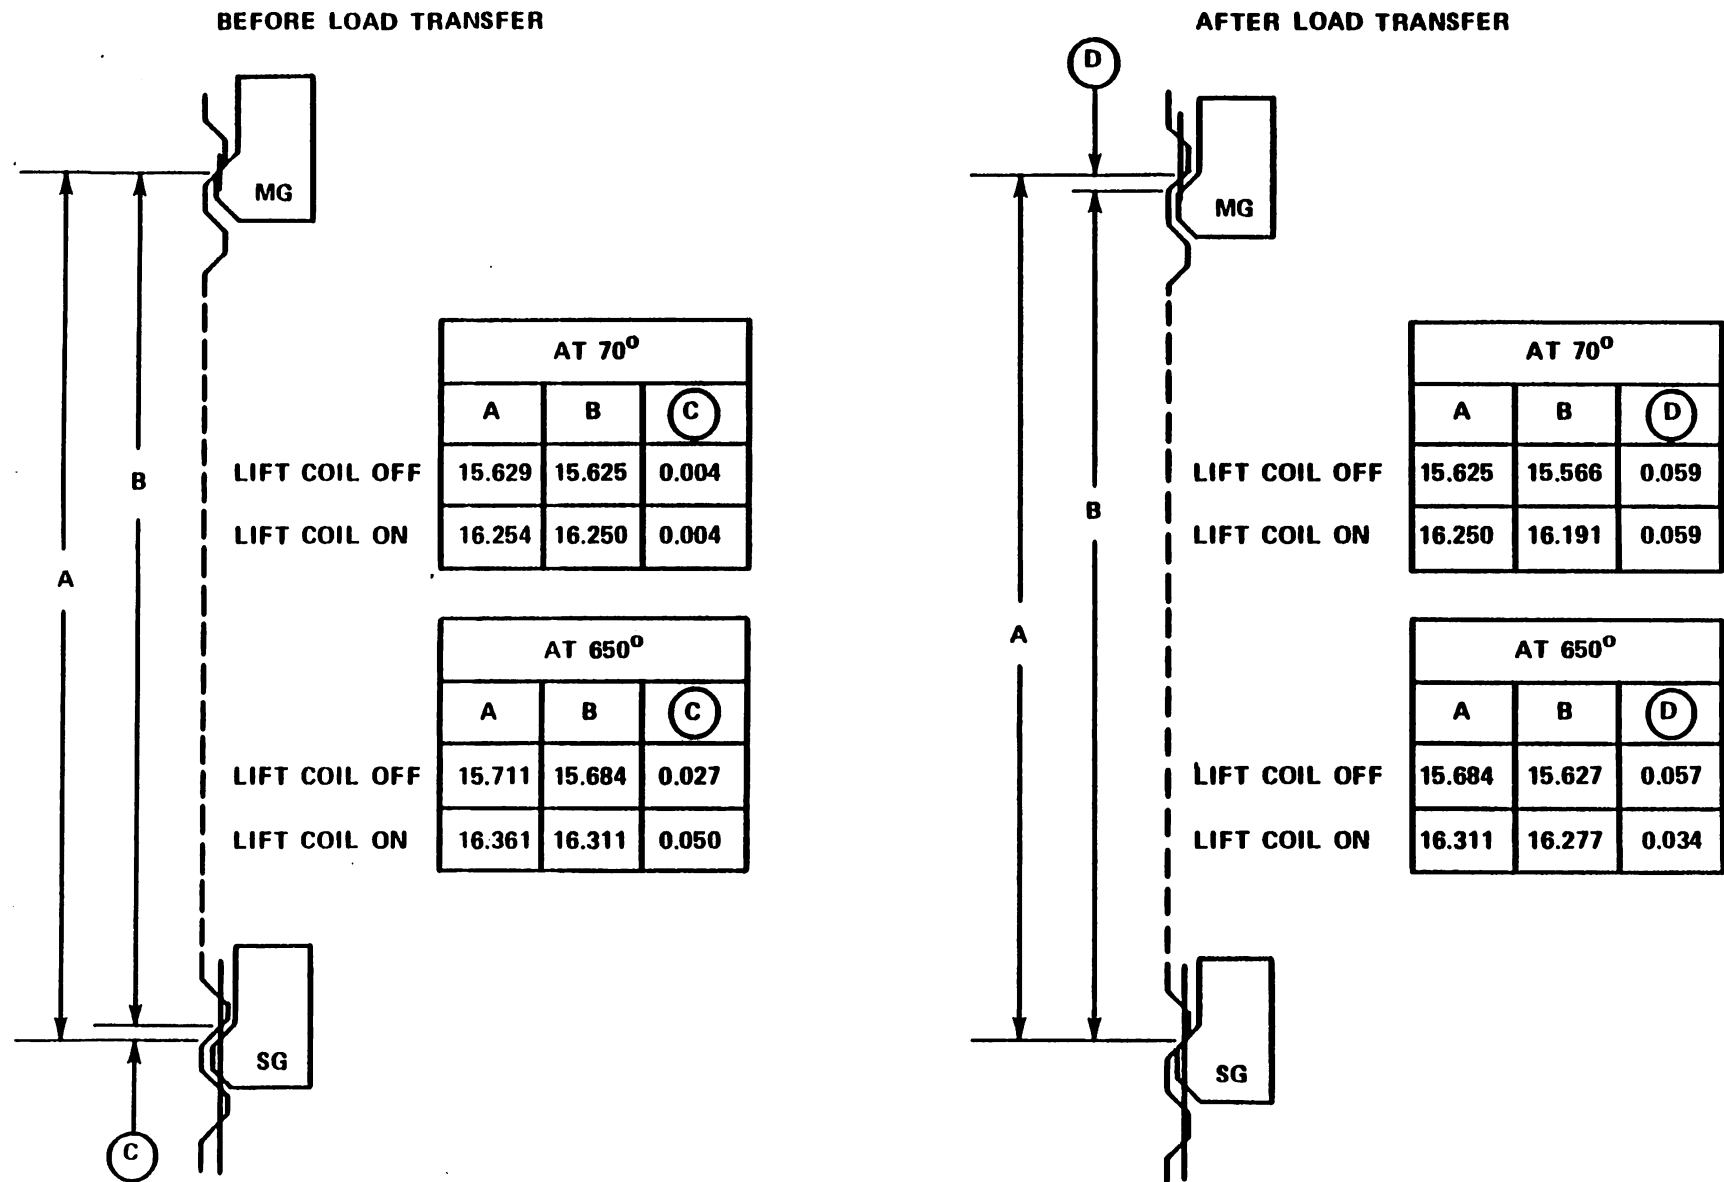 BEFORE LOAD TRANSFER
MG
AT 70°
A B C
LIFT COIL OFF 15.629 15.625 0.004
LIFT COIL ON 16.254 16.250 0.004
B
A
AT 650°
A B C
LIFT COIL OFF 15.711 15.684 0.027
LIFT COIL ON 16.361 16.311 0.050
SG
C
AFTER LOAD TRANSFER
D
MG
AT 70°
A B D
LIFT COIL OFF 15.625 15.566 0.059
LIFT COIL ON 16.250 16.191 0.059
B
A
AT 650°
A B D
LIFT COIL OFF 15.684 15.627 0.057
LIFT COIL ON 16.311 16.277 0.034
SG